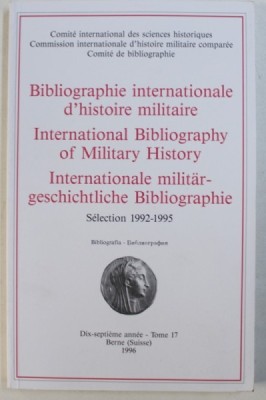 Comité international des sciences historiques
Commission internationale d'histoire militaire comparée
Comité de bibliographie
Bibliographie internationale
d'histoire militaire
International Bibliography
of Military History
Internationale militär-
geschichtliche Bibliographie
Sélection 1992-1995
Bibliografía - Библиография
Dix-septième année - Tome 17
Berne (Suisse)
1996